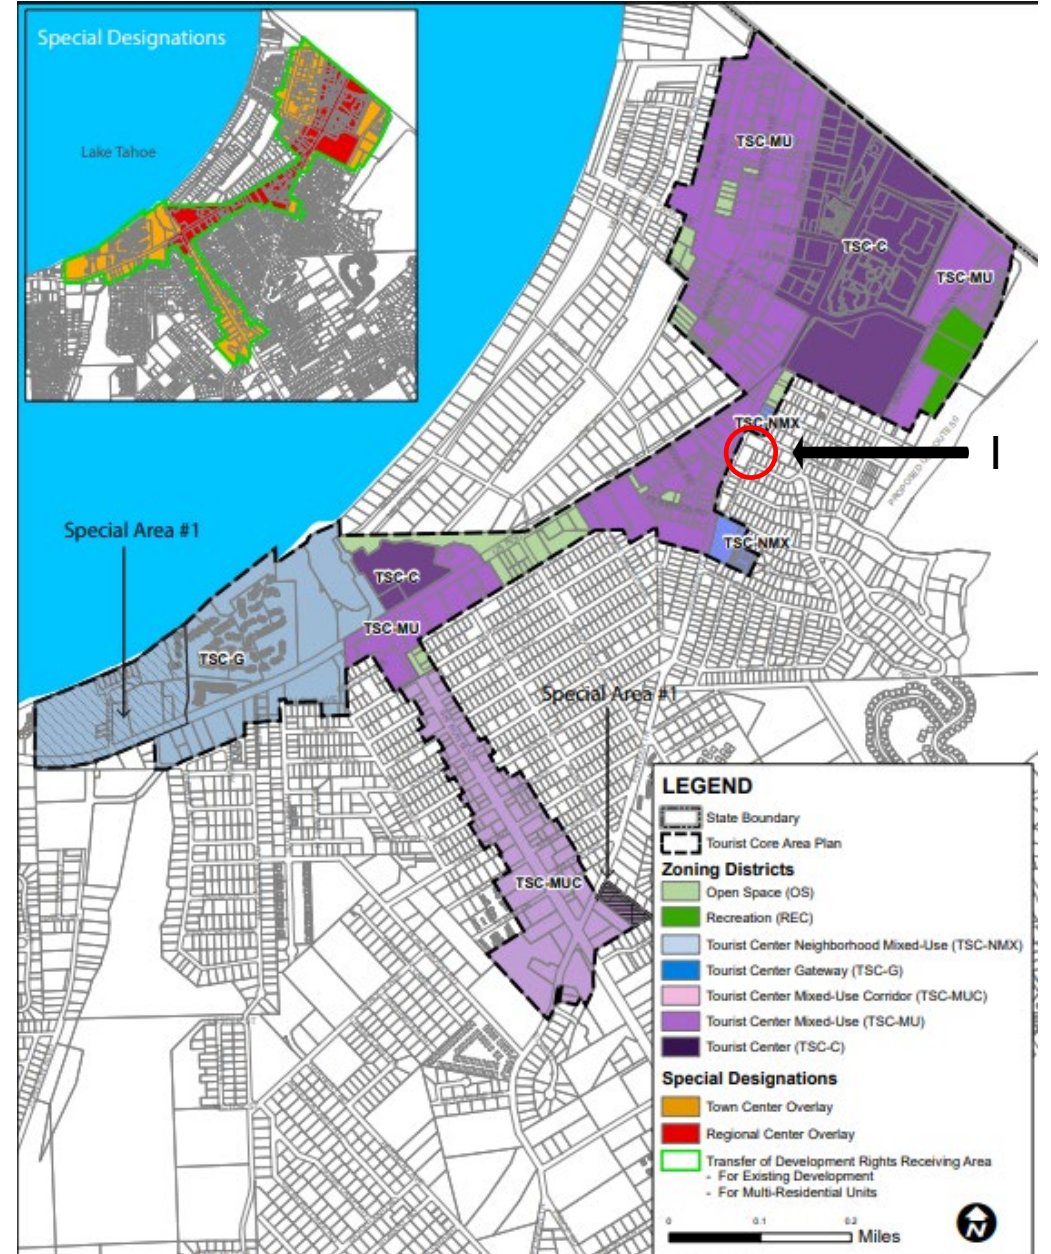 Special Designations
Lake Tahoe
TSC-MU
TSC-C
TSC-MU
TSC-NMX
I
PROPOSED US ROUTE 50
Special Area #1
TSC-NMX
TSC-C
TSC-MU
TSC-G
Special Area #1
TSC-MUC
LEGEND
State Boundary
Tourist Core Area Plan
Zoning Districts
Open Space (OS)
Recreation (REC)
Tourist Center Neighborhood Mixed-Use (TSC-NMX)
Tourist Center Gateway (TSC-G)
Tourist Center Mixed-Use Corridor (TSC-MUC)
Tourist Center Mixed-Use (TSC-MU)
Tourist Center (TSC-C)
Special Designations
Town Center Overlay
Regional Center Overlay
Transfer of Development Rights Receiving Area
- For Existing Development
- For Multi-Residential Units
0 0.1 0.2
Miles
N